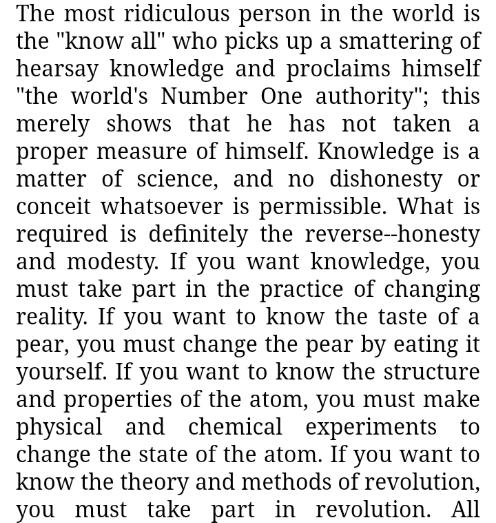 The most ridiculous person in the world is
the "know all" who picks up a smattering of
hearsay knowledge and proclaims himself
"the world's Number One authority"; this
merely shows that he has not taken a
proper measure of himself. Knowledge is a
matter of science, and no dishonesty or
conceit whatsoever is permissible. What is
required is definitely the reverse--honesty
and modesty. If you want knowledge, you
must take part in the practice of changing
reality. If you want to know the taste of a
pear, you must change the pear by eating it
yourself. If you want to know the structure
and properties of the atom, you must make
physical and chemical experiments to
change the state of the atom. If you want to
know the theory and methods of revolution,
you must take part in revolution. All